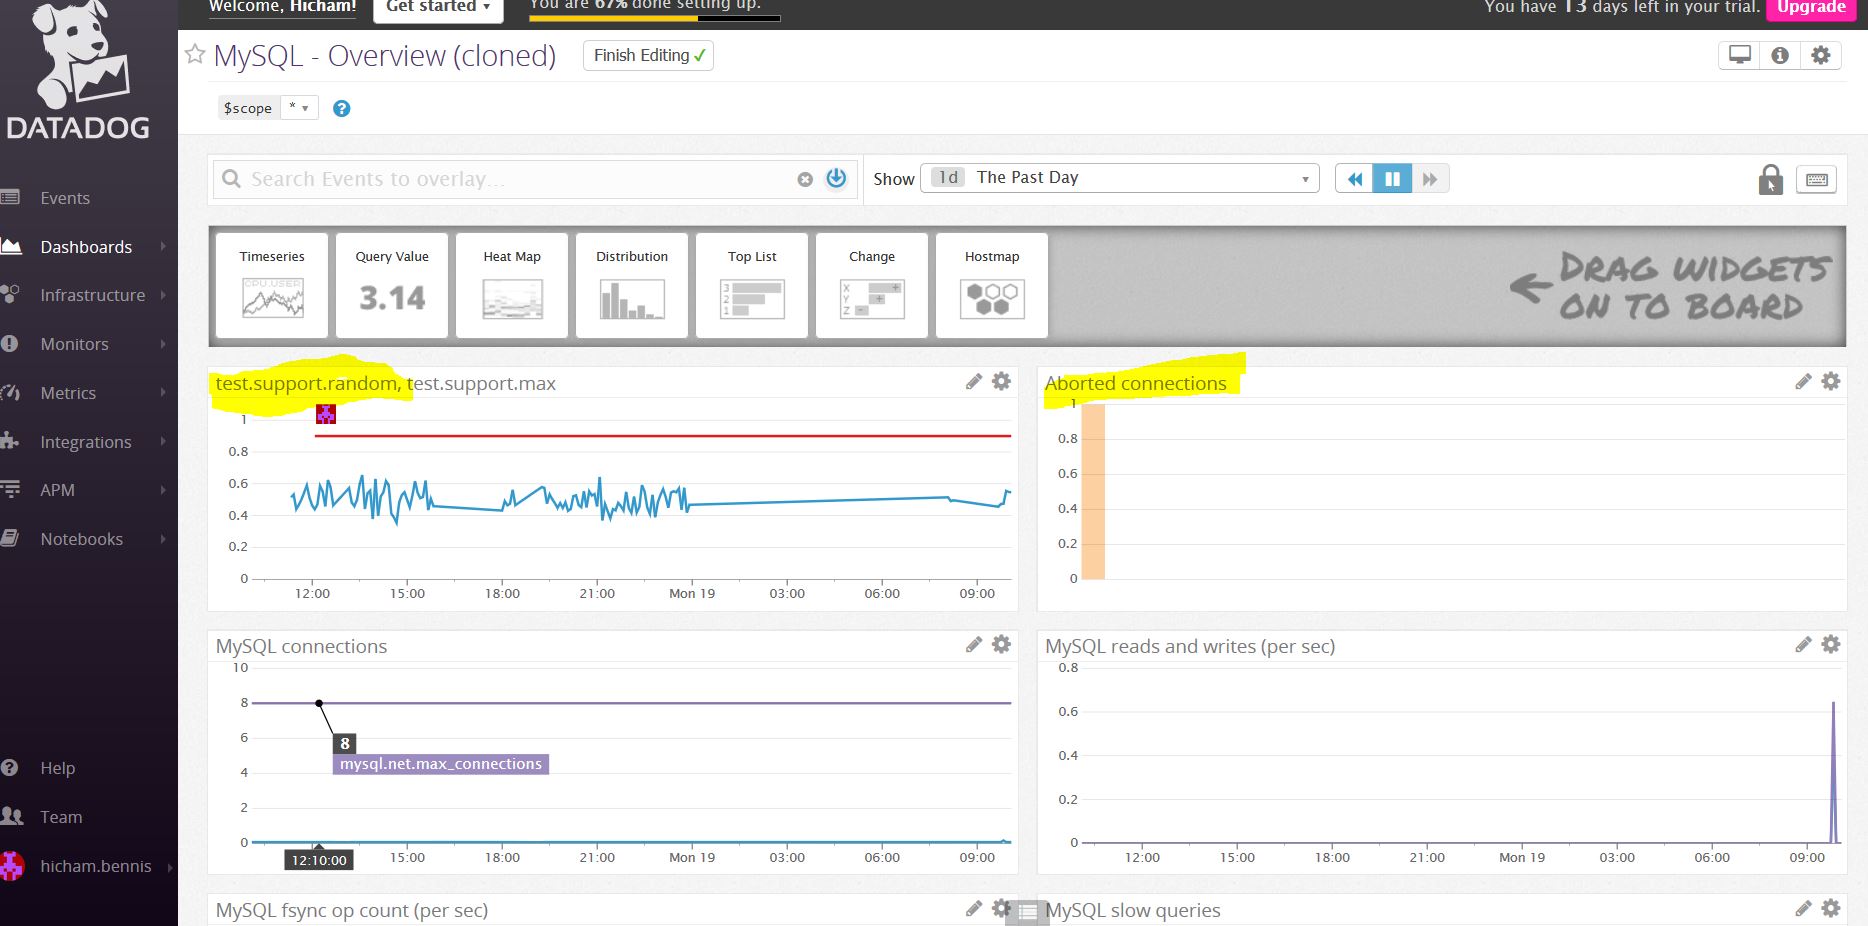 Welcome, Hicham!
Get started
You are 67% done setting up.
You have 13 days left in your trial.
Upgrade
DATADOG
Events
Dashboards
Infrastructure
Monitors
Metrics
Integrations
APM
Notebooks
Help
Team
hicham.bennis
MySQL - Overview (cloned)
Finish Editing ✓
$scope
*
?
Search Events to overlay...
Show
1d The Past Day
Timeseries
CPU.USER
Query Value
3.14
Heat Map
Distribution
Top List
3
2
1
Change
X +
Y +
Z -
Hostmap
DRAG WIDGETS
ON TO BOARD
test.support.random, test.support.max
1
0.8
0.6
0.4
0.2
0
12:00 15:00 18:00 21:00 Mon 19 03:00 06:00 09:00
Aborted connections
1
0.8
0.6
0.4
0.2
0
MySQL connections
10
8
6
4
2
0
8
mysql.net.max_connections
12:10:00 15:00 18:00 21:00 Mon 19 03:00 06:00 09:00
MySQL reads and writes (per sec)
0.8
0.6
0.4
0.2
0
12:00 15:00 18:00 21:00 Mon 19 03:00 06:00 09:00
MySQL fsync op count (per sec)
MySQL slow queries